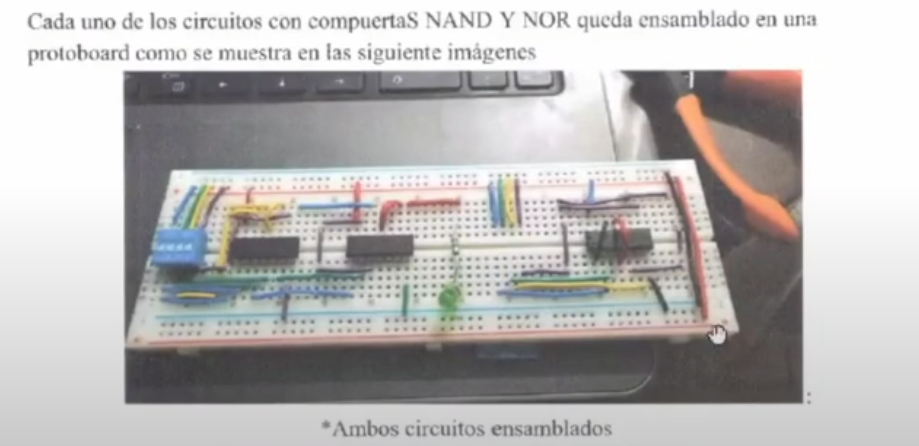 Cada uno de los circuitos con compuertaS NAND Y NOR queda ensamblado en una
protoboard como se muestra en las siguiente imágenes
:
*Ambos circuitos ensamblados